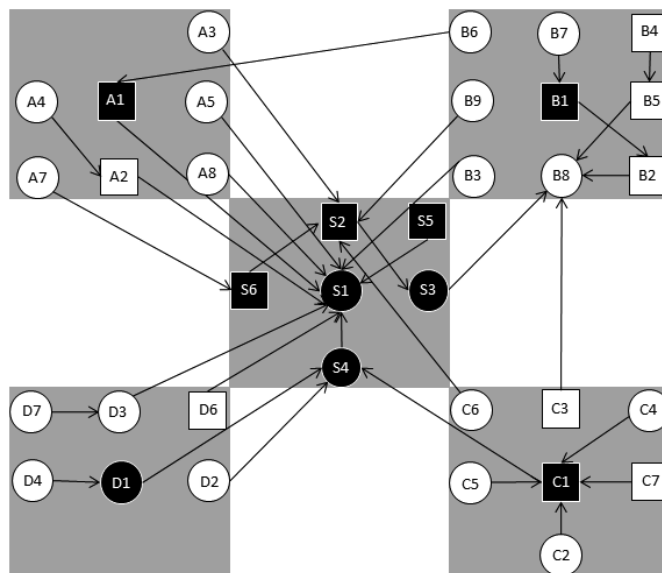 A3 B6 B7 B4
A4 A1 A5 B9 B1 B5
A7 A2 A8 B3 B8 B2
S2 S5
S6 S1 S3
S4
D7 D3 D6 C6 C3 C4
D4 D1 D2 C5 C1 C7
C2